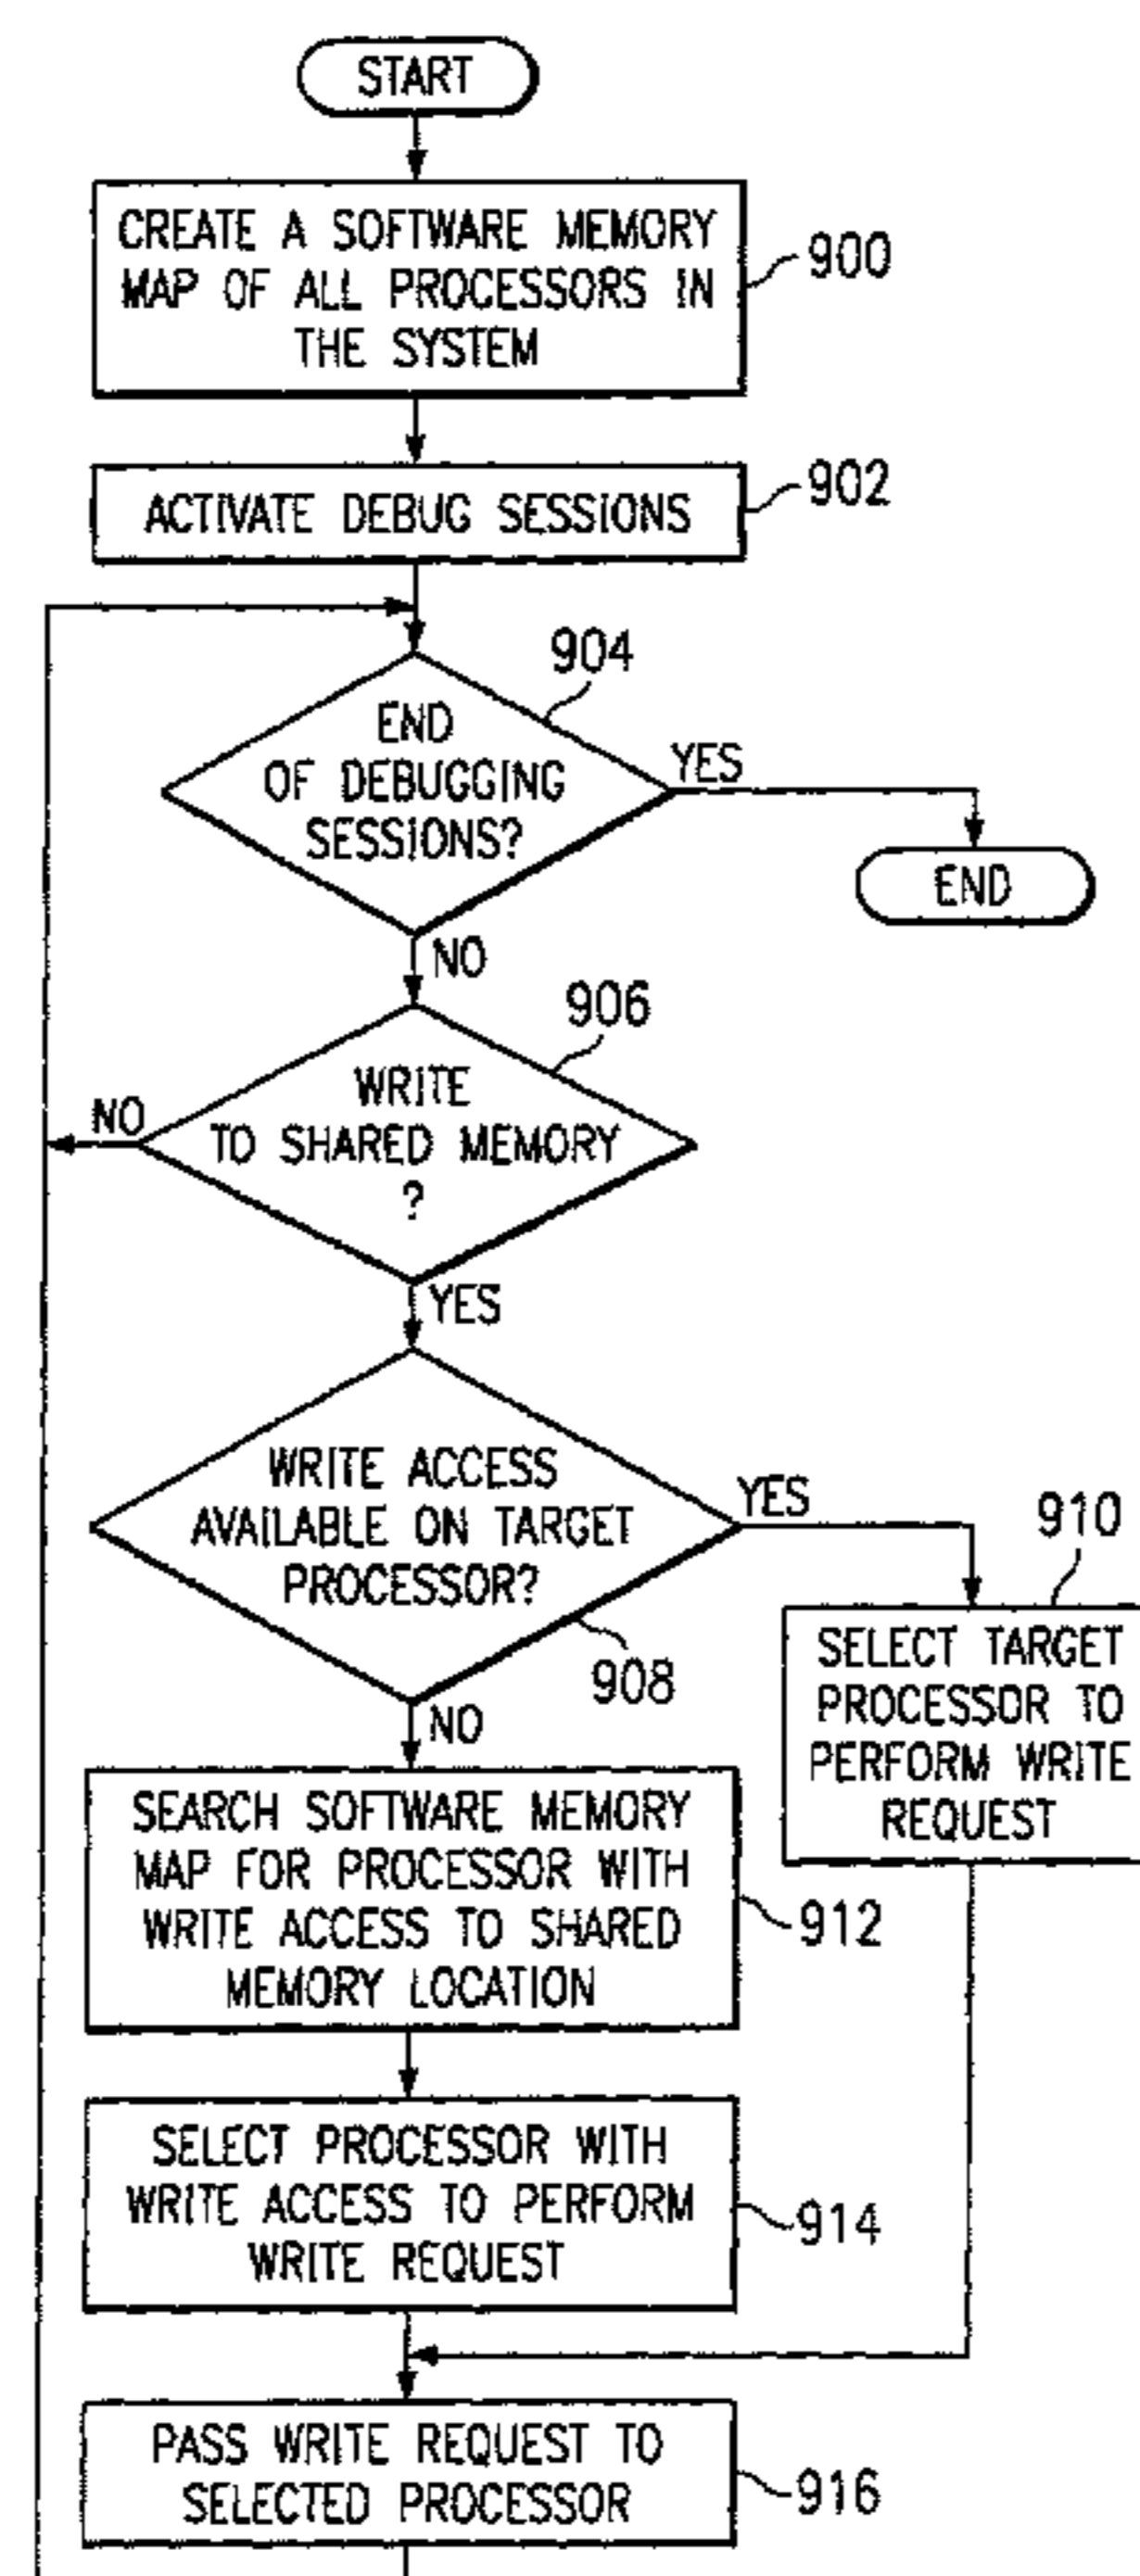 START
CREATE A SOFTWARE MEMORY
MAP OF ALL PROCESSORS IN
THE SYSTEM
900
ACTIVATE DEBUG SESSIONS
902
904
END
OF DEBUGGING
SESSIONS?
YES
END
NO
906
WRITE
TO SHARED MEMORY
?
NO
YES
WRITE ACCESS
AVAILABLE ON TARGET
PROCESSOR?
YES
908
910
SELECT TARGET
PROCESSOR TO
PERFORM WRITE
REQUEST
NO
SEARCH SOFTWARE MEMORY
MAP FOR PROCESSOR WITH
WRITE ACCESS TO SHARED
MEMORY LOCATION
912
SELECT PROCESSOR WITH
WRITE ACCESS TO PERFORM
WRITE REQUEST
914
PASS WRITE REQUEST TO
SELECTED PROCESSOR
916